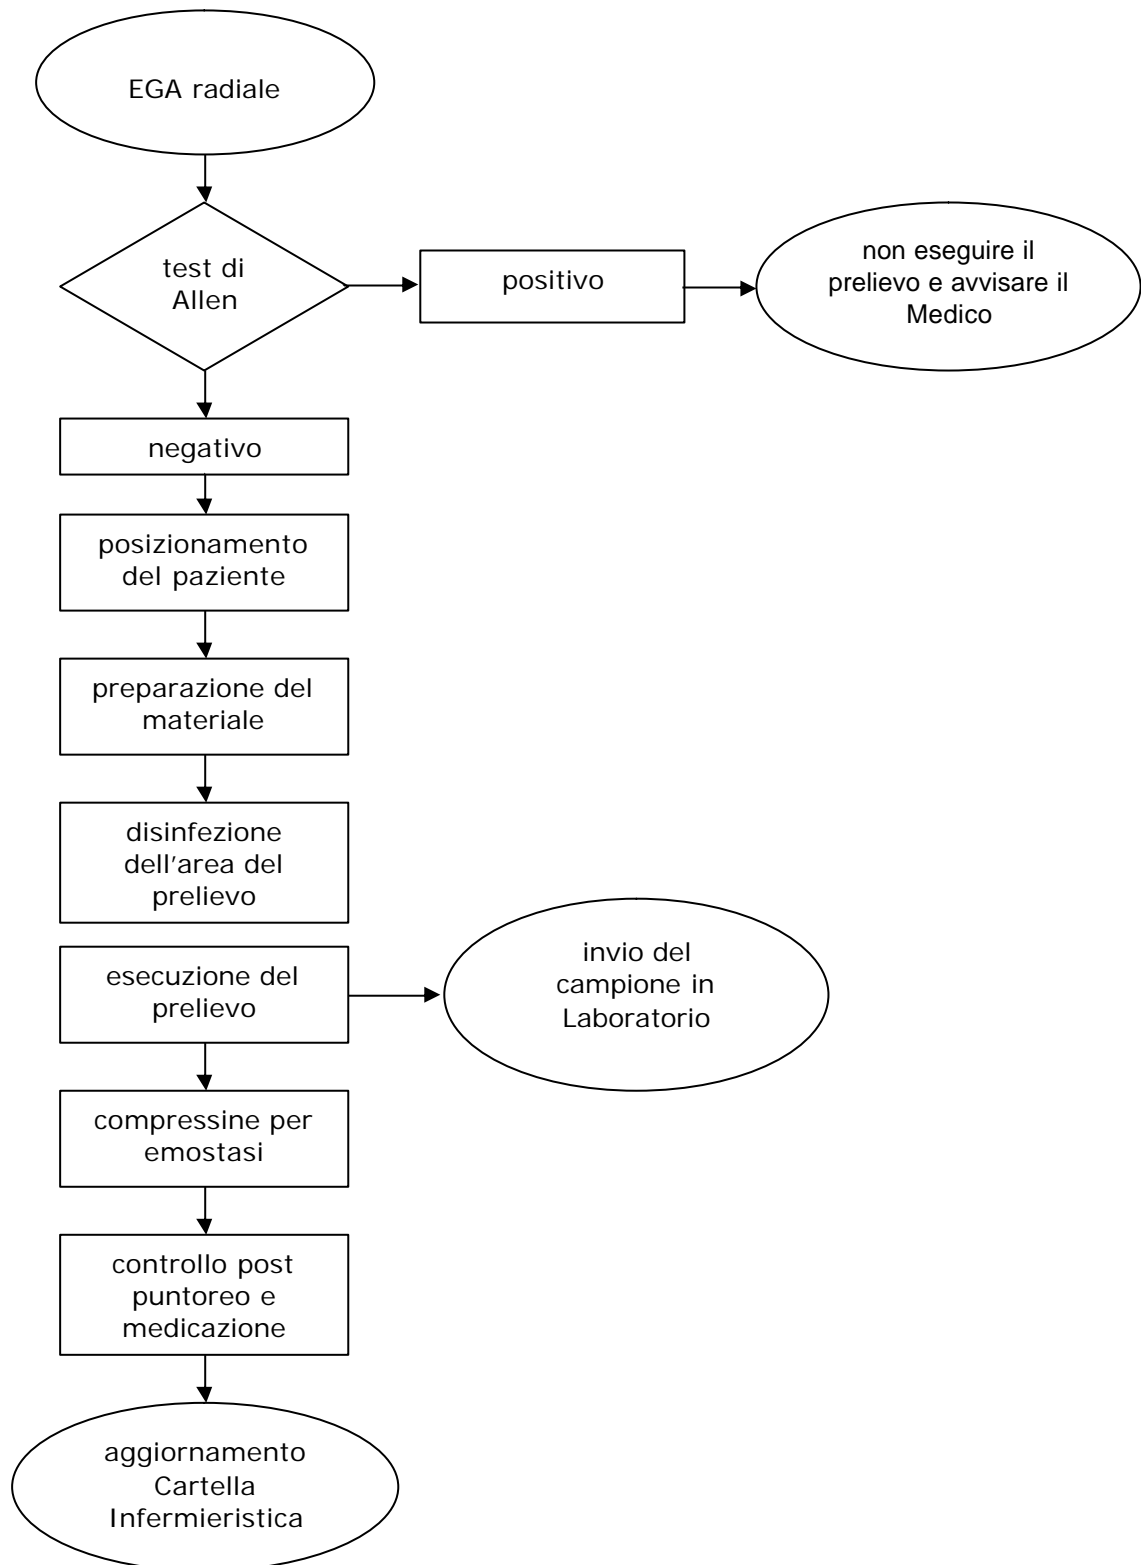 EGA radiale
test di
Allen
positivo
non eseguire il
prelievo e avvisare il
Medico
negativo
posizionamento
del paziente
preparazione del
materiale
disinfezione
dell'area del
prelievo
esecuzione del
prelievo
invio del
campione in
Laboratorio
compressine per
emostasi
controllo post
puntoreo e
medicazione
aggiornamento
Cartella
Infermieristica